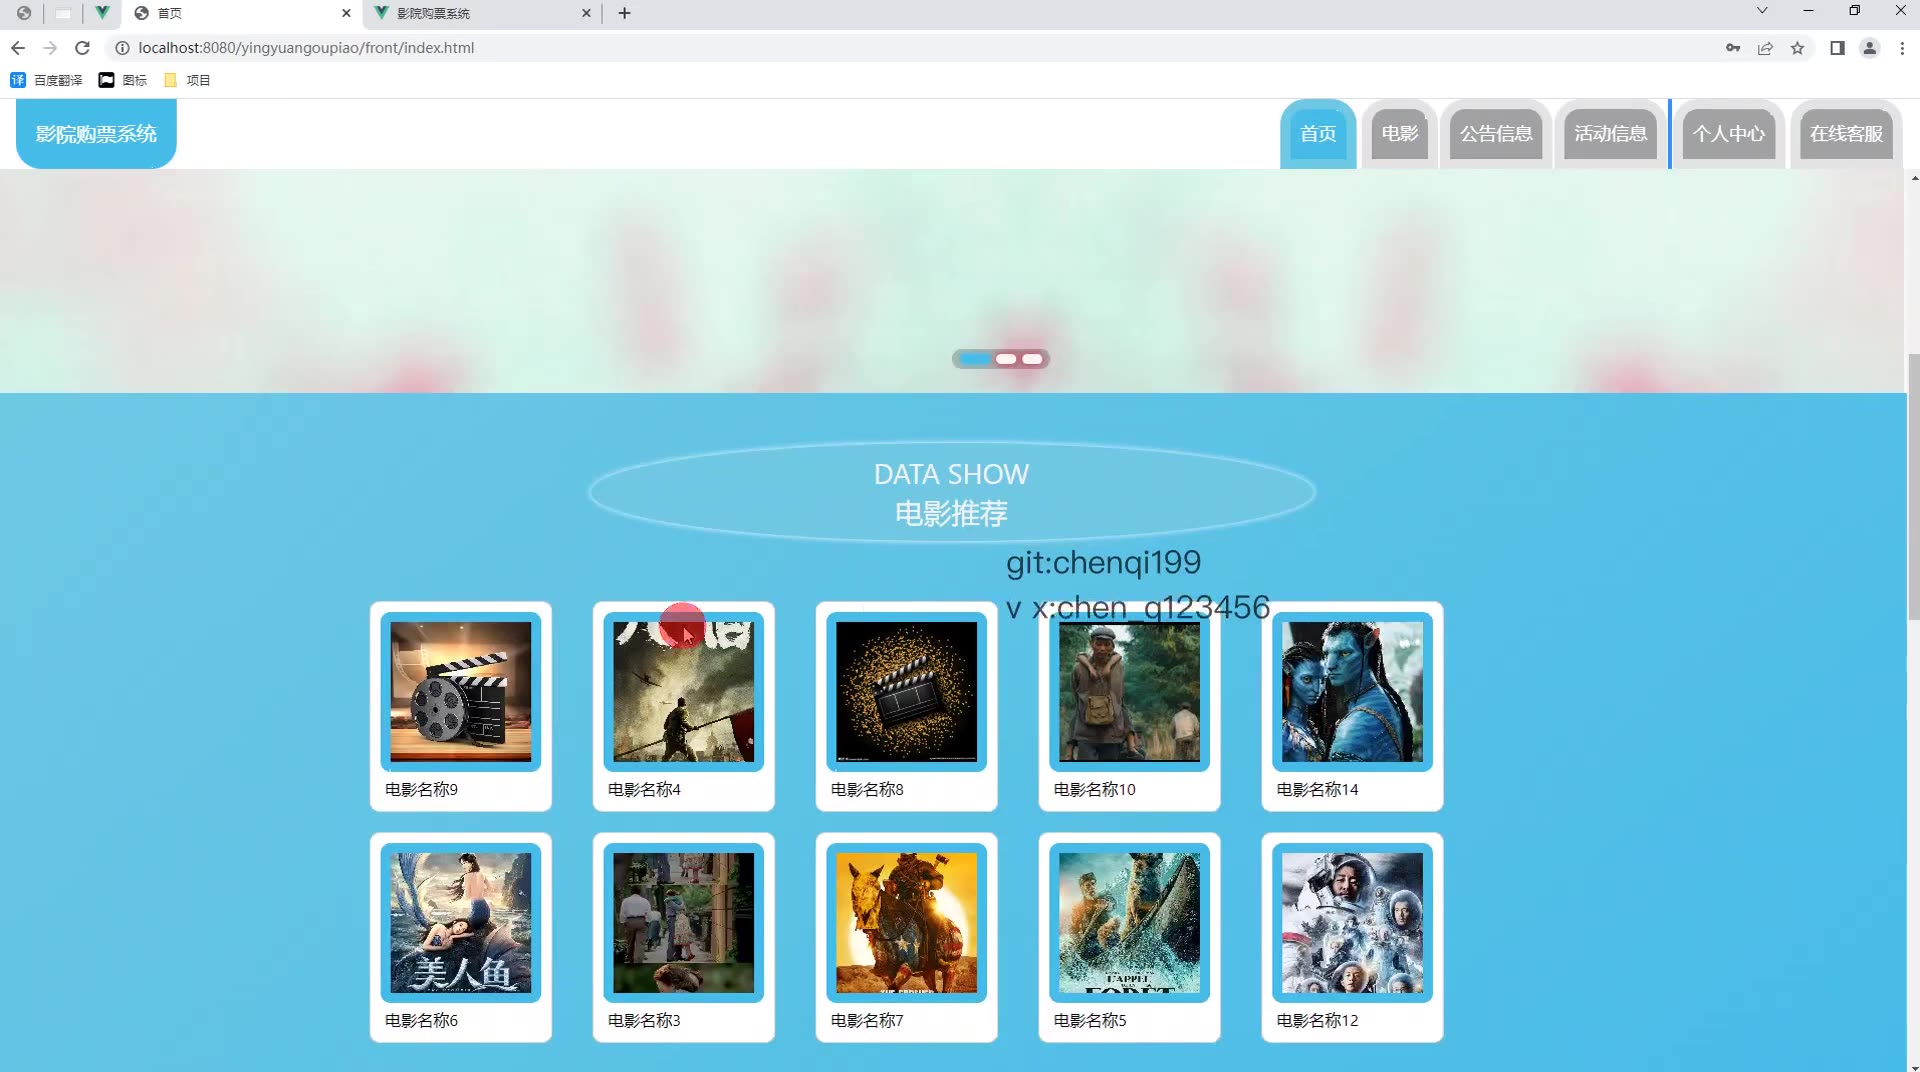 首页
影院购票系统
localhost:8080/yingyuangoupiao/front/index.html
百度翻译
图标
项目
影院购票系统
首页
电影
公告信息
活动信息
个人中心
在线客服
DATA SHOW
电影推荐
git:chenqi199
v x:chen_q123456
电影名称9
电影名称4
电影名称8
电影名称10
电影名称14
美人鱼
电影名称6
电影名称3
电影名称7
电影名称5
电影名称12